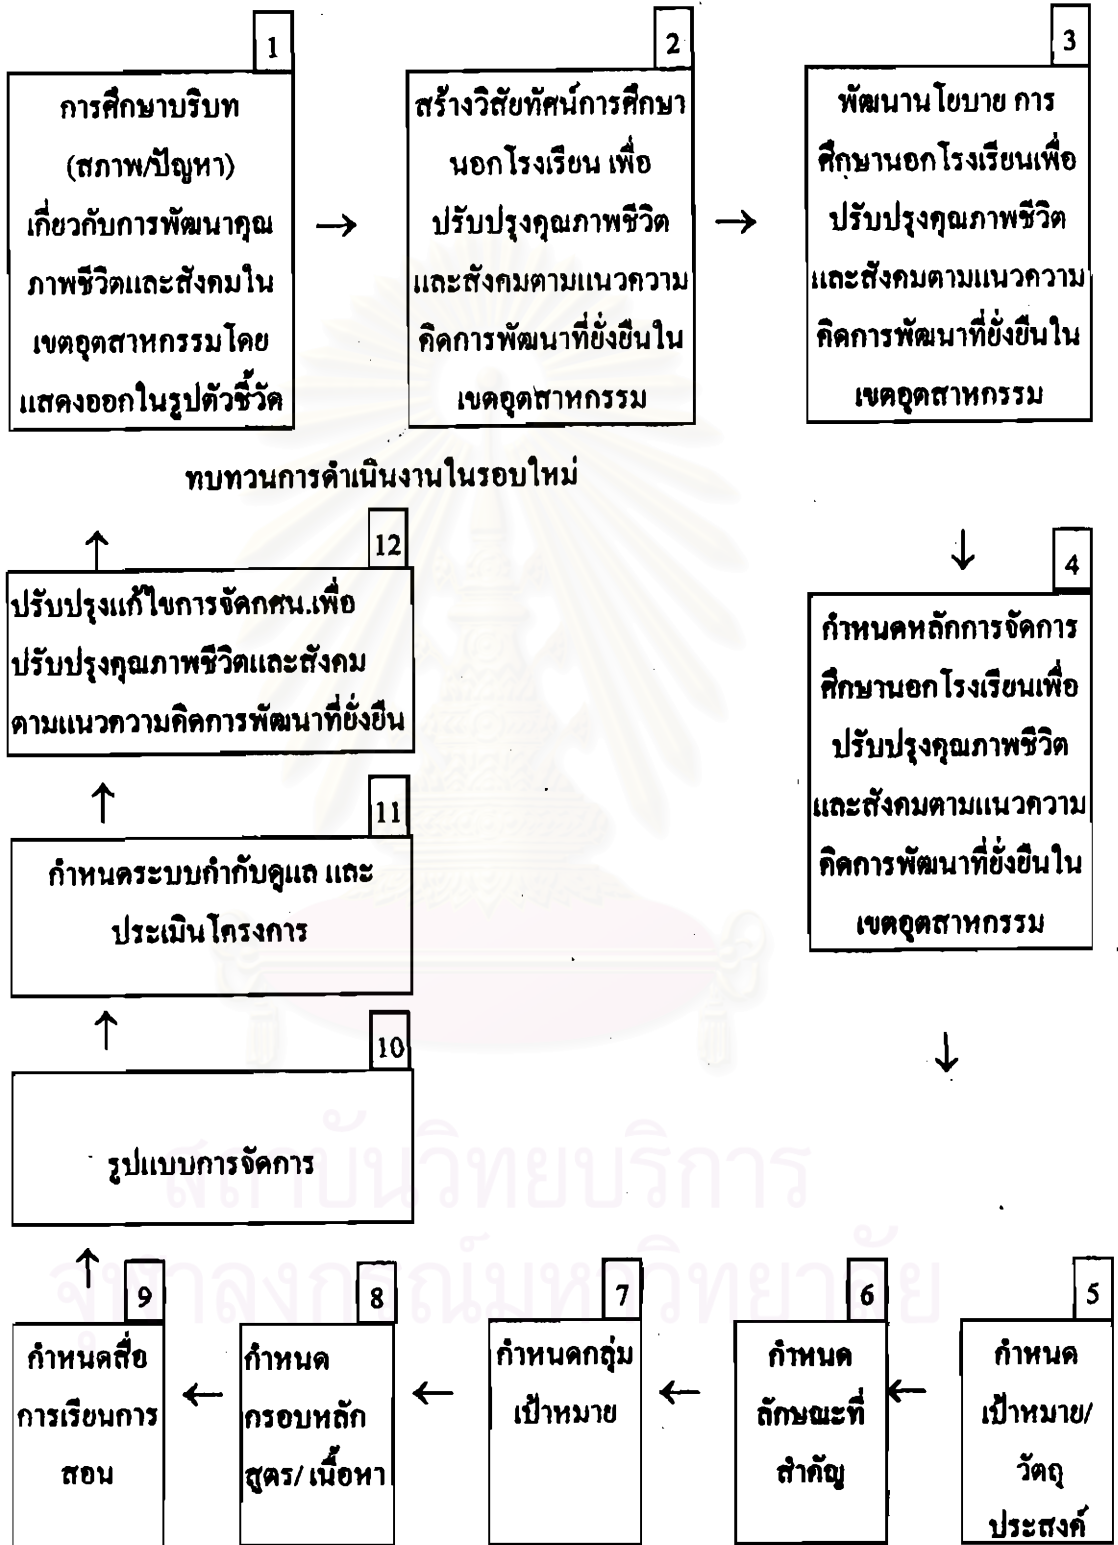 1
การศึกษาบริบท
(สภาพ/ปัญหา)
เกี่ยวกับการพัฒนาคุณ
ภาพชีวิตและสังคมใน
เขตอุตสาหกรรมโดย
แสดงออกในรูปตัวชี้วัด
→
2
สร้างวิสัยทัศน์การศึกษา
นอกโรงเรียน เพื่อ
ปรับปรุงคุณภาพชีวิต
และสังคมตามแนวความ
คิดการพัฒนาที่ยั่งยืนใน
เขตอุตสาหกรรม
→
3
พัฒนานโยบาย การ
ศึกษานอกโรงเรียนเพื่อ
ปรับปรุงคุณภาพชีวิต
และสังคมตามแนวความ
คิดการพัฒนาที่ยั่งยืนใน
เขตอุตสาหกรรม
ทบทวนการดำเนินงานในรอบใหม่
↓
4
กำหนดหลักการจัดการ
ศึกษานอกโรงเรียนเพื่อ
ปรับปรุงคุณภาพชีวิต
และสังคมตามแนวความ
คิดการพัฒนาที่ยั่งยืนใน
เขตอุตสาหกรรม
↓
5
กำหนด
เป้าหมาย/
วัตถุ
ประสงค์
←
6
กำหนด
ลักษณะที่
สำคัญ
←
7
กำหนดกลุ่ม
เป้าหมาย
←
8
กำหนด
กรอบหลัก
สูตร/ เนื้อหา
←
9
กำหนดสื่อ
การเรียนการ
สอน
↑
10
รูปแบบการจัดการ
↑
11
กำหนดระบบกำกับดูแล และ
ประเมินโครงการ
↑
12
ปรับปรุงแก้ไขการจัดกศน.เพื่อ
ปรับปรุงคุณภาพชีวิตและสังคม
ตามแนวความคิดการพัฒนาที่ยั่งยืน
↑
สถาบันวิทยบริการ
จุฬาลงกรณ์มหาวิทยาลัย